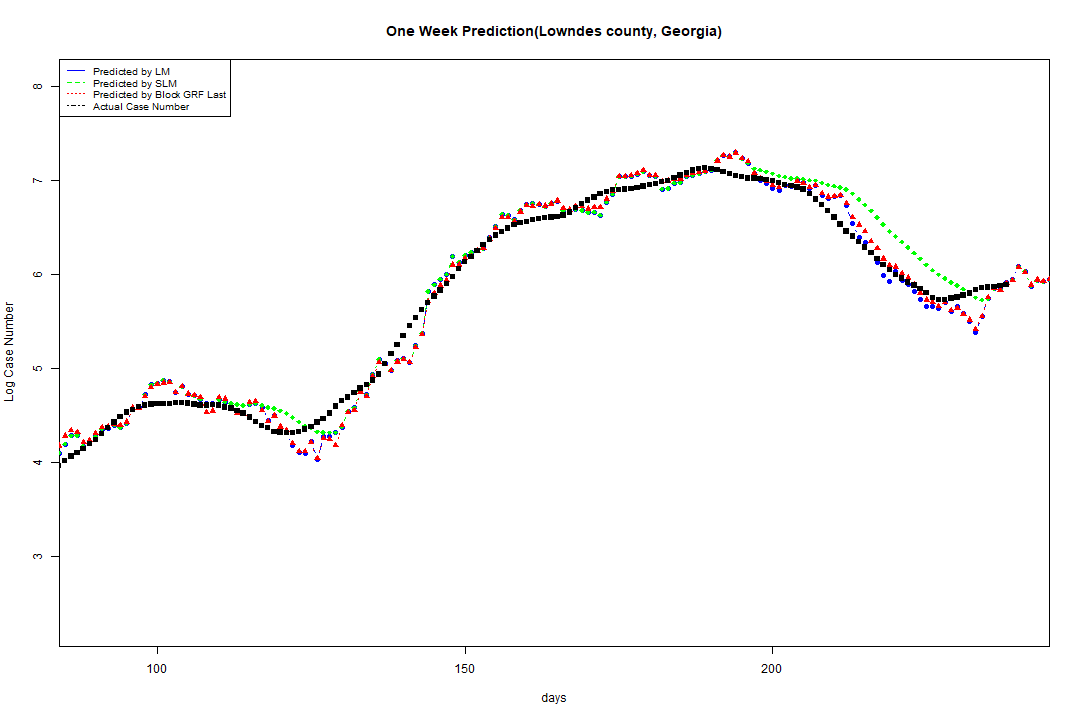 One Week Prediction(Lowndes county, Georgia)
Predicted by LM
Predicted by SLM
Predicted by Block GRF Last
Actual Case Number
8
7
6
5
4
3
Log Case Number
100 150 200
days